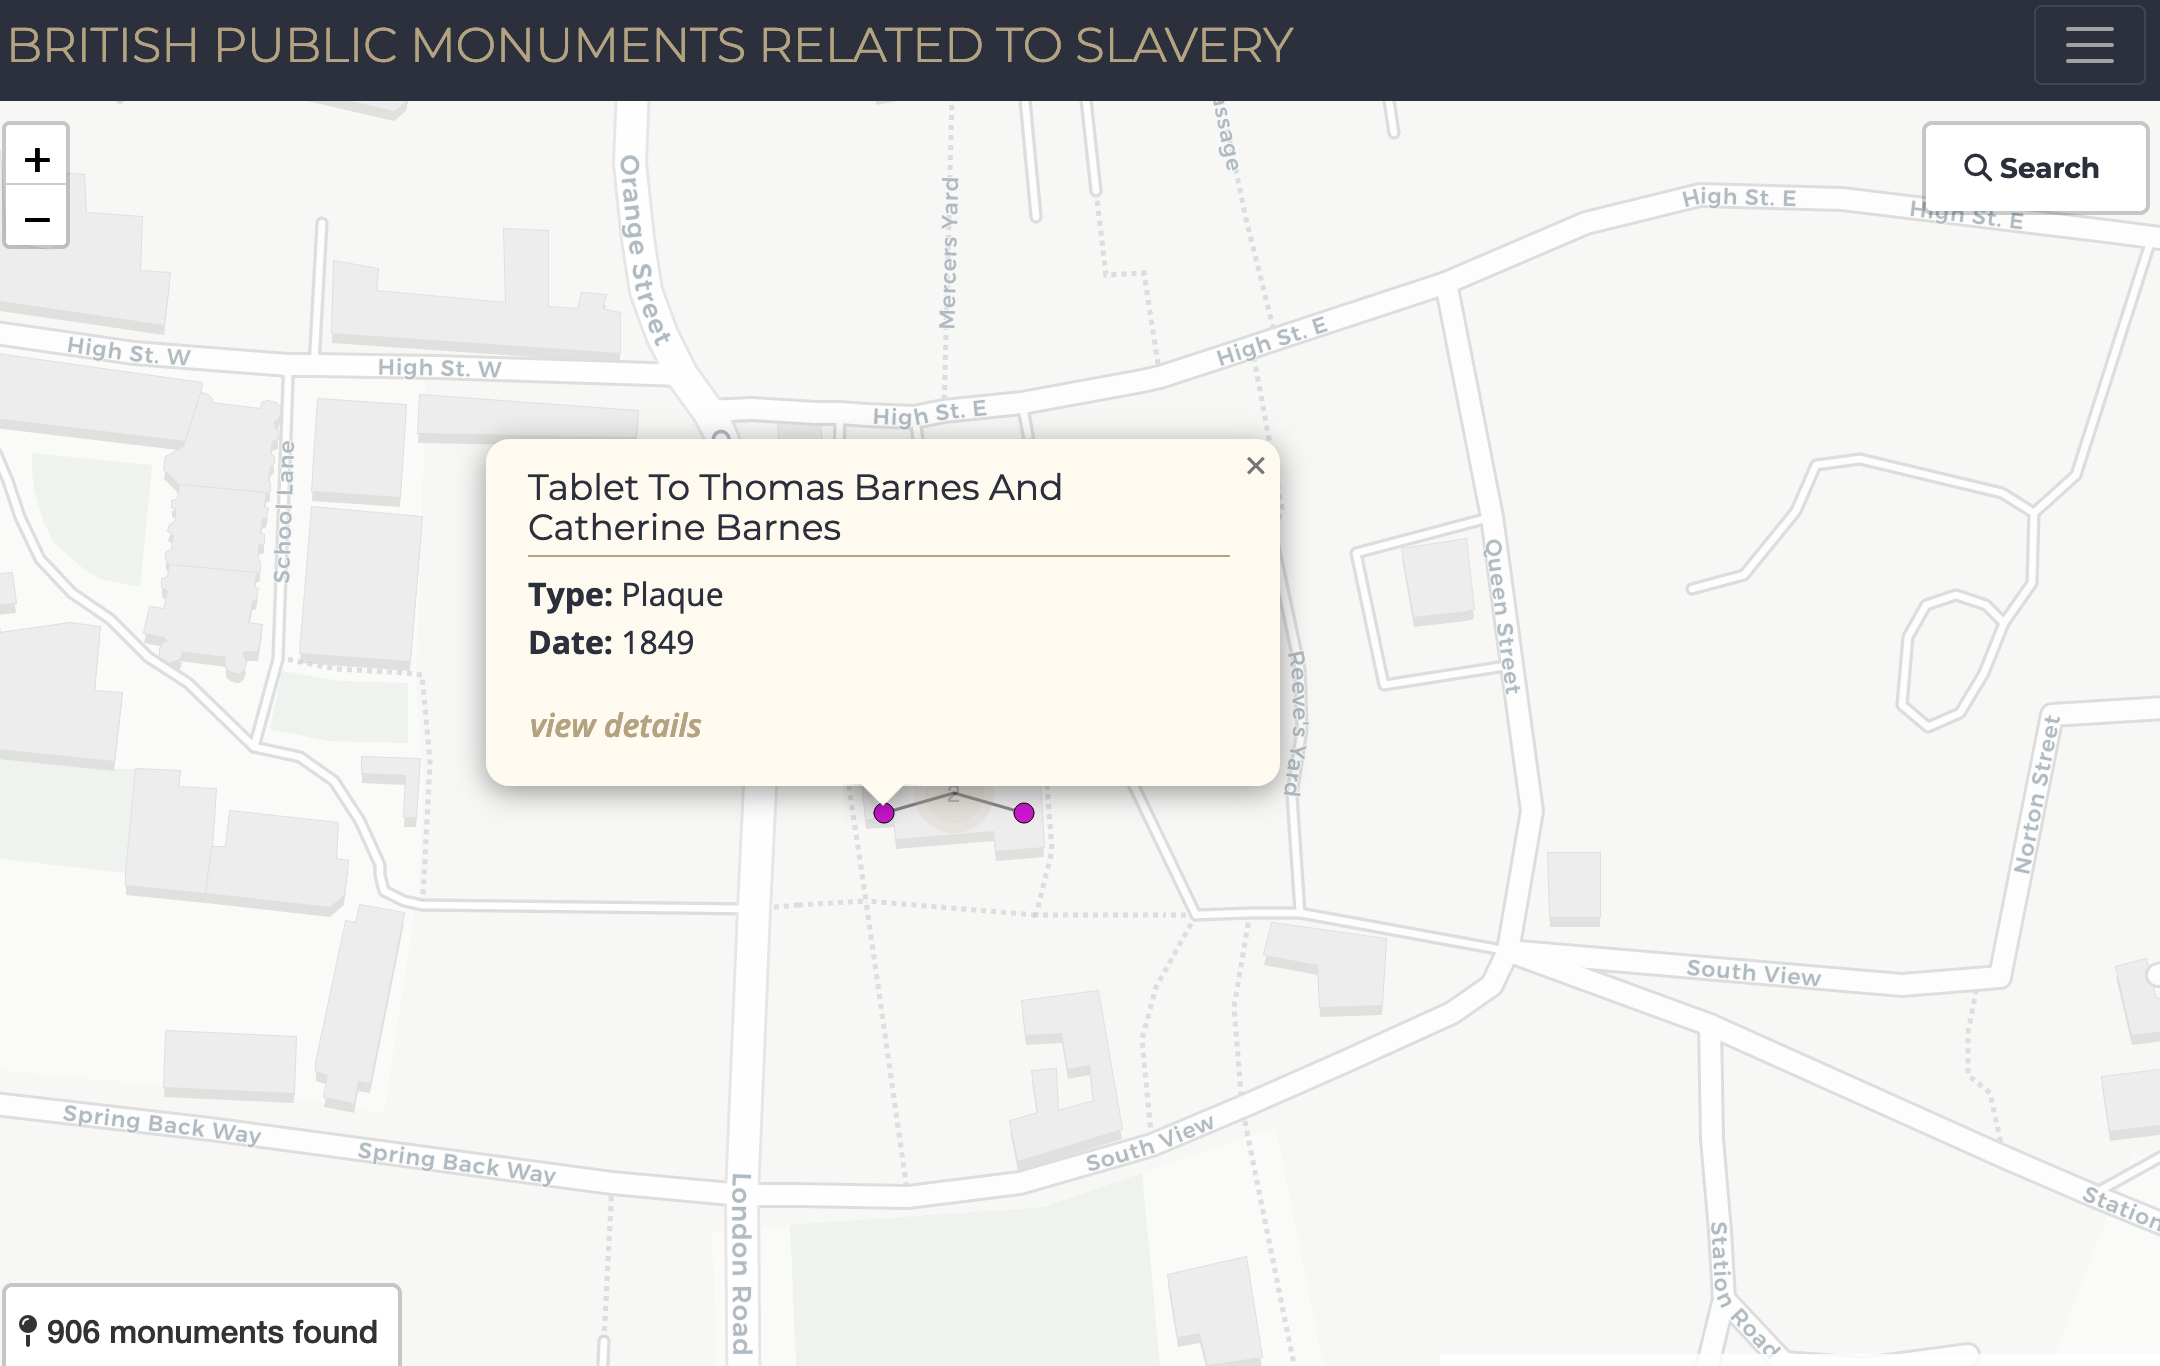 BRITISH PUBLIC MONUMENTS RELATED TO SLAVERY
+
−
Search
Orange Street
Mercers Yard
assage
High St. E
High St. E
High St. W
High St. W
High St. E
High St. E
School Lane
Tablet To Thomas Barnes And
Catherine Barnes
×
Type: Plaque
Date: 1849
view details
Queen Street
Reeve's Yard
Norton Street
South View
Spring Back Way
Spring Back Way
South View
London Road
Station
Station Road
906 monuments found